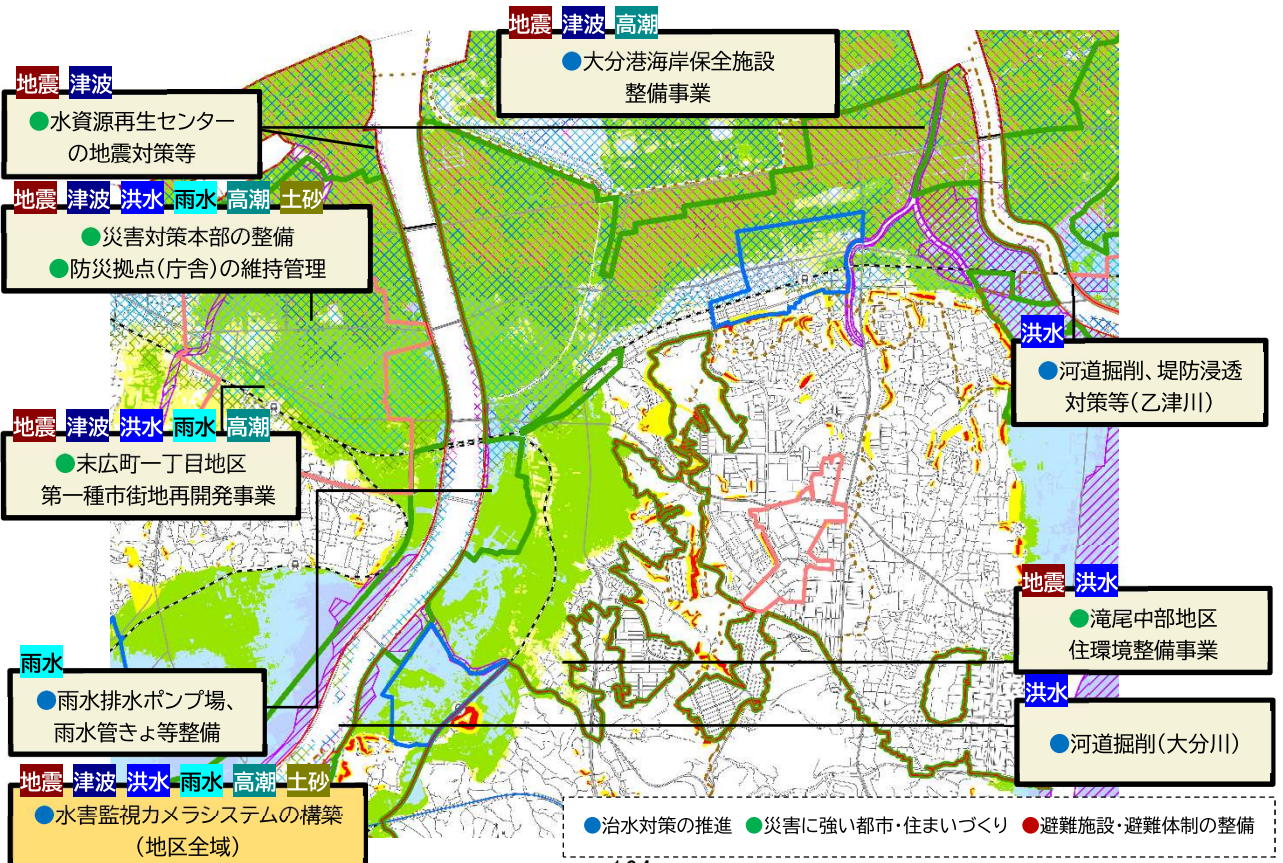 地震 津波 高潮
●大分港海岸保全施設
整備事業
地震 津波
●水資源再生センター
の地震対策等
地震 津波 洪水 雨水 高潮 土砂
●災害対策本部の整備
●防災拠点(庁舎)の維持管理
洪水
●河道掘削、堤防浸透
対策等(乙津川)
地震 津波 洪水 雨水 高潮
●末広町一丁目地区
第一種市街地再開発事業
地震 洪水
●滝尾中部地区
住環境整備事業
雨水
●雨水排水ポンプ場、
雨水管きょ等整備
洪水
●河道掘削(大分川)
地震 津波 洪水 雨水 高潮 土砂
●水害監視カメラシステムの構築
(地区全域)
●治水対策の推進 ●災害に強い都市・住まいづくり ●避難施設・避難体制の整備